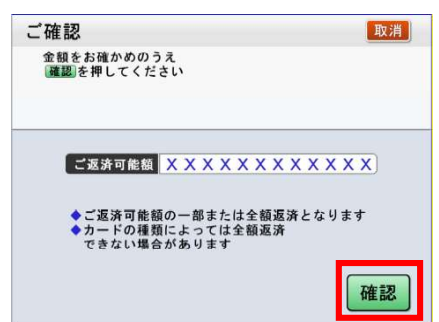 ご確認
取消
金額をお確かめのうえ
確認を押してください
ご返済可能額 XXXXXXXXXXXX
◆ご返済可能額の一部または全額返済となります
◆カードの種類によっては全額返済
できない場合があります
確認